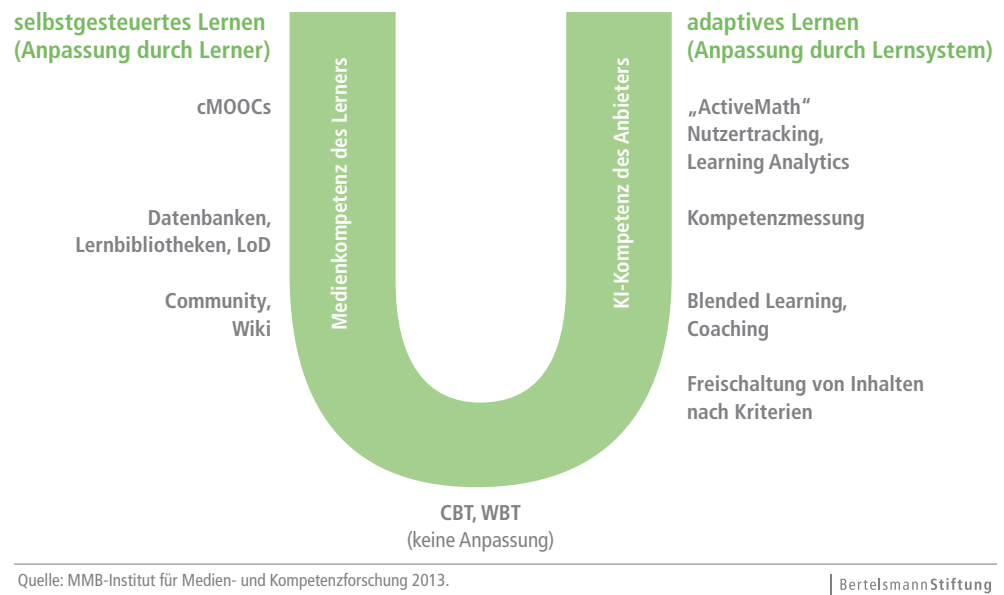 selbstgesteuertes Lernen
(Anpassung durch Lerner)
cMOOCs
Datenbanken,
Lernbibliotheken, LoD
Community,
Wiki
Medienkompetenz des Lerners
KI-Kompetenz des Anbieters
adaptives Lernen
(Anpassung durch Lernsystem)
„ActiveMath“
Nutzertracking,
Learning Analytics
Kompetenzmessung
Blended Learning,
Coaching
Freischaltung von Inhalten
nach Kriterien
CBT, WBT
(keine Anpassung)
Quelle: MMB-Institut für Medien- und Kompetenzforschung 2013.
BertelsmannStiftung